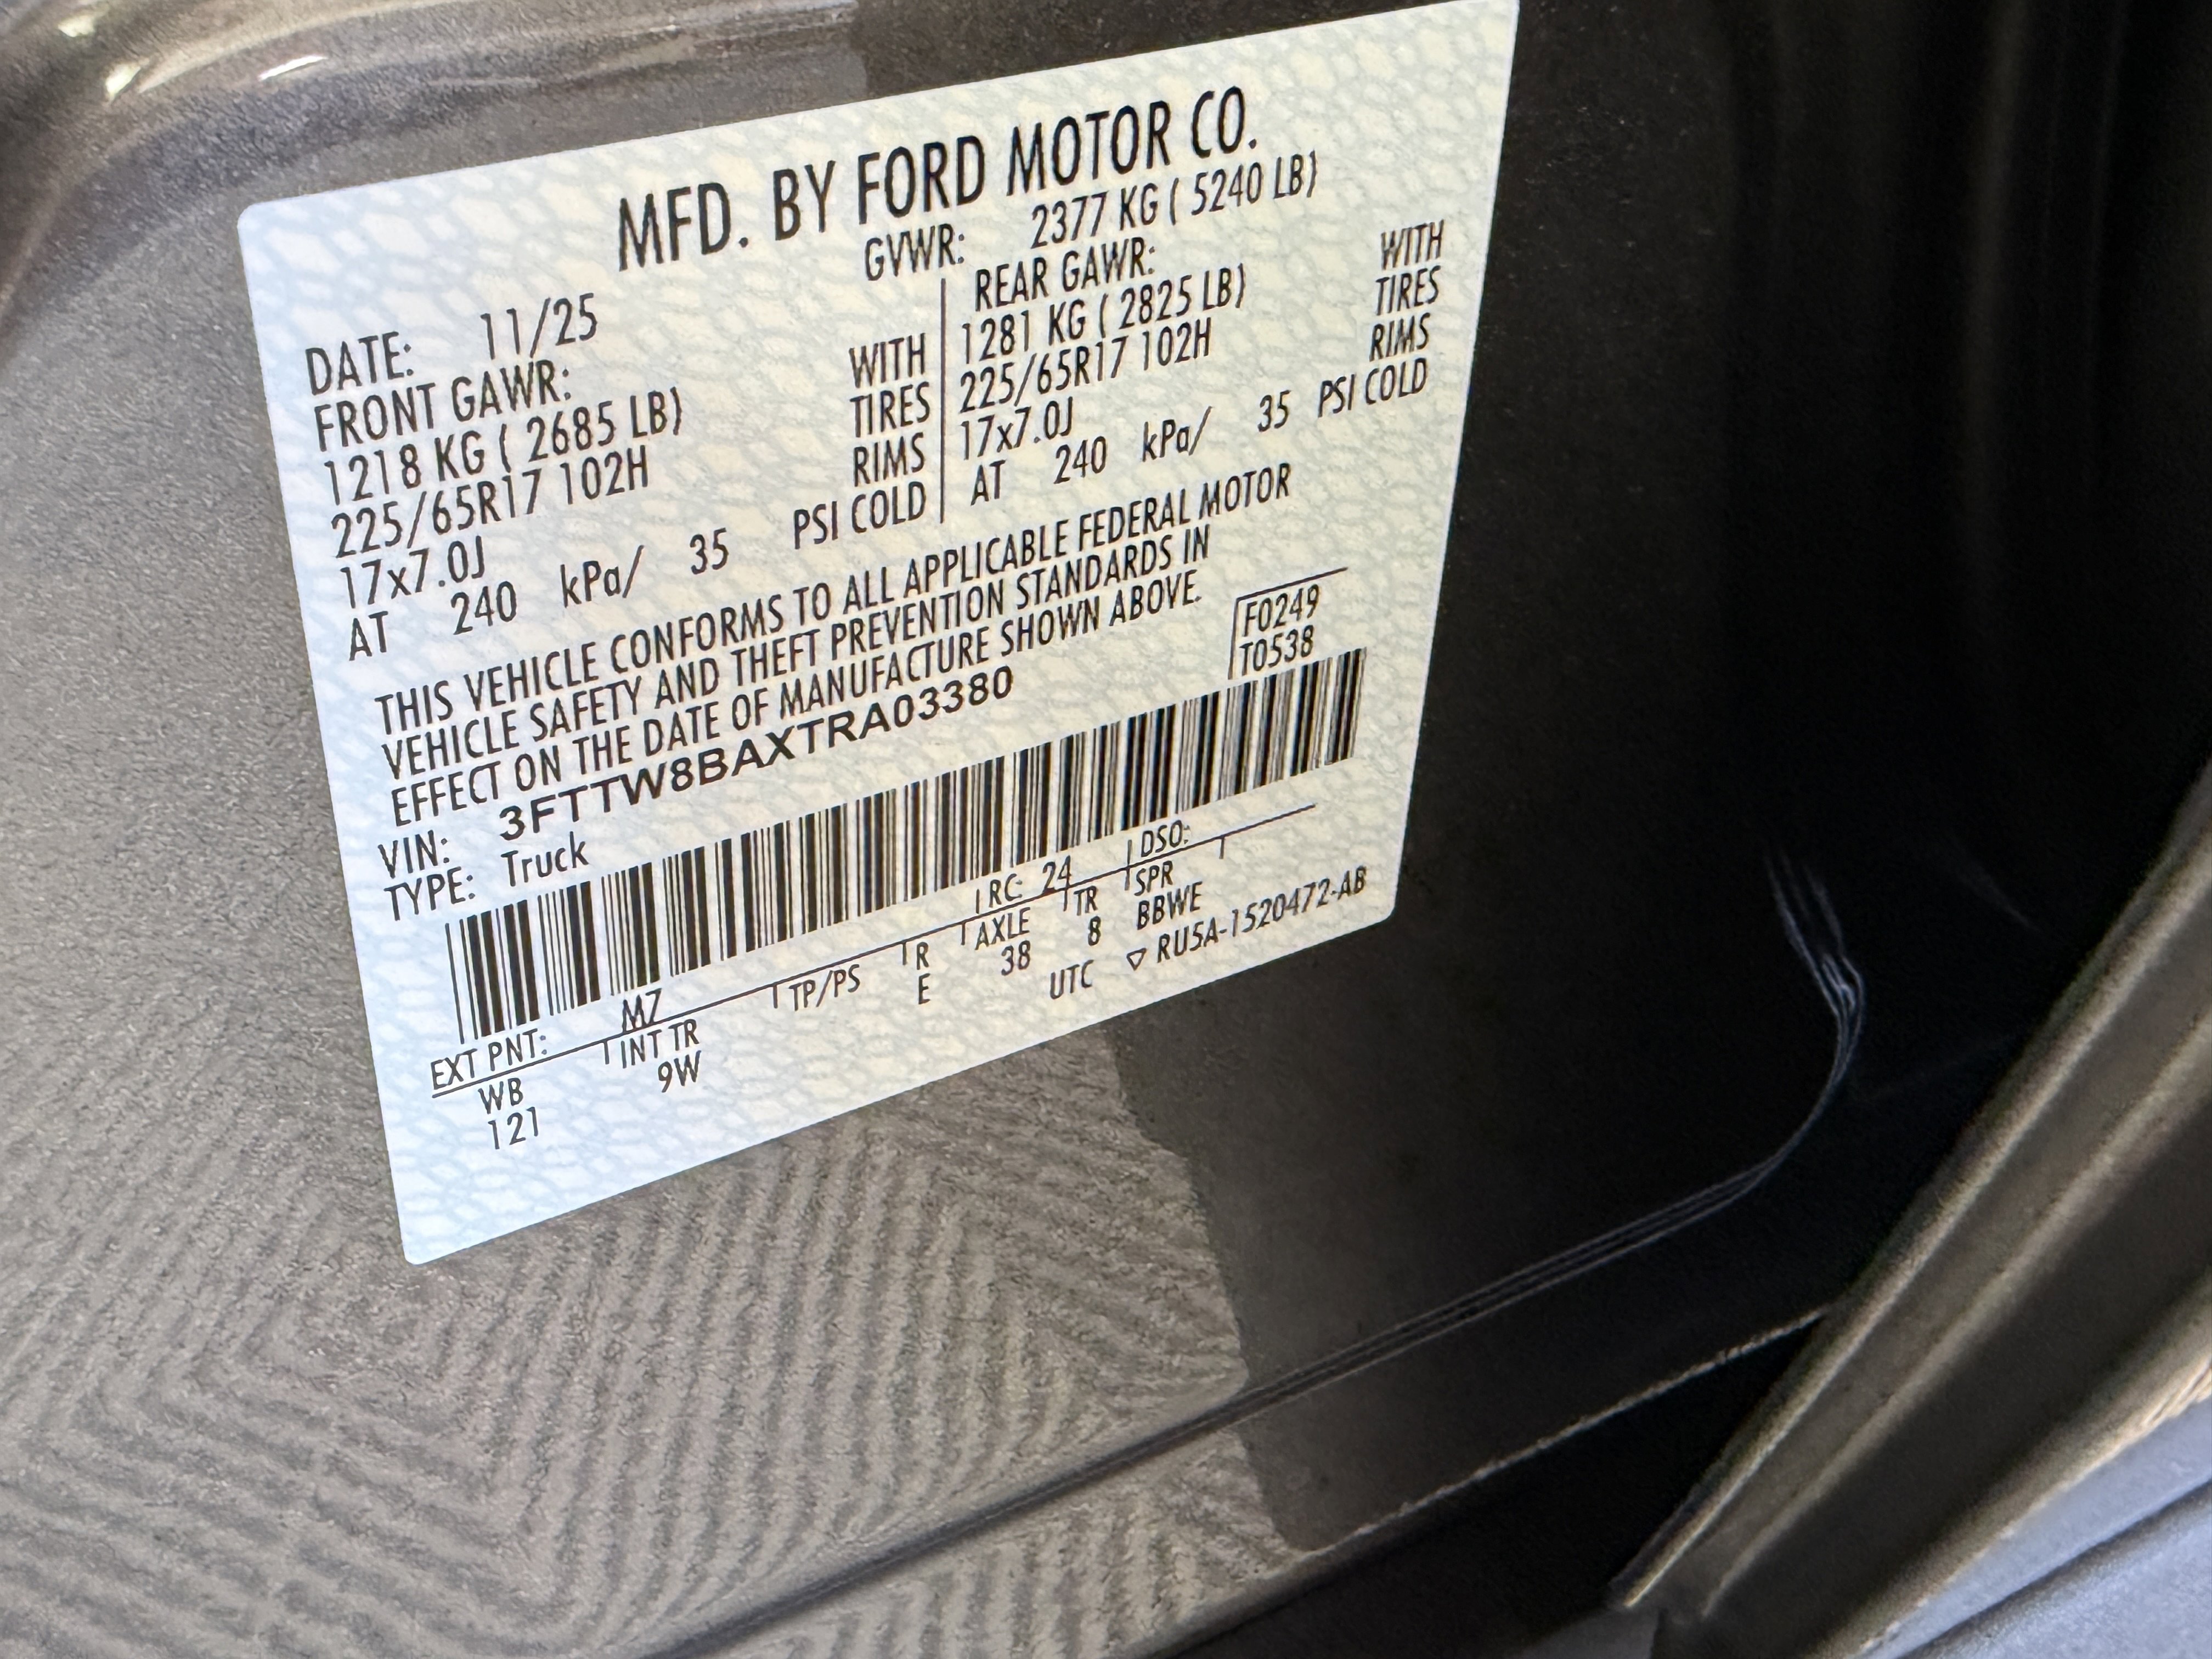 MFD. BY FORD MOTOR CO.
DATE: 11/25
GVWR: 2377 KG ( 5240 LB)
FRONT GAWR:
1218 KG ( 2685 LB) WITH
225/65R17 102H TIRES
17x7.0J RIMS
AT 240 kPa/ 35 PSI COLD
REAR GAWR: WITH
1281 KG ( 2825 LB) TIRES
225/65R17 102H RIMS
17x7.0J
AT 240 kPa/ 35 PSI COLD
THIS VEHICLE CONFORMS TO ALL APPLICABLE FEDERAL MOTOR
VEHICLE SAFETY AND THEFT PREVENTION STANDARDS IN
EFFECT ON THE DATE OF MANUFACTURE SHOWN ABOVE.
VIN: 3FTTW8BAXTRA03380
TYPE: Truck
F0249
T0538
EXT PNT: M7 RC: 24 DSO:
WB INT TR TP/PS R AXLE TR SPR
121 9W E 38 8 BBWE
UTC ▽ RU5A-1520472-AB